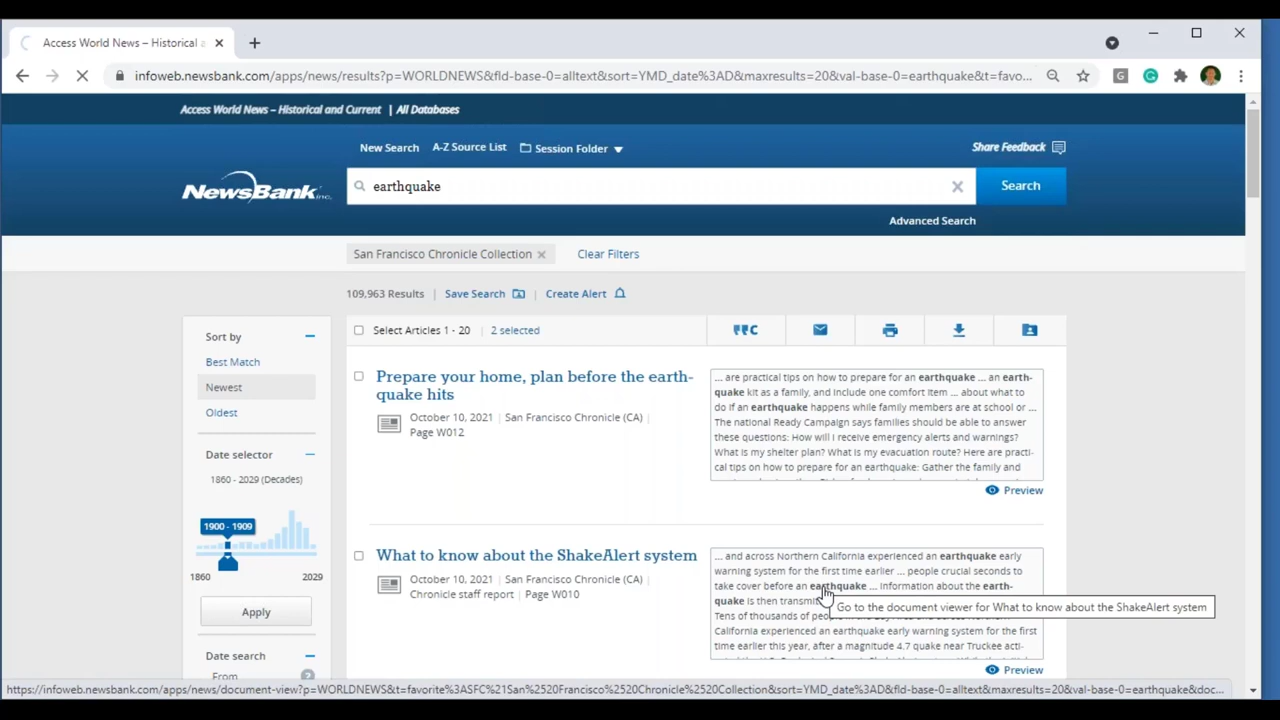 Access World News – Historical a
infoweb.newsbank.com/apps/news/results?p=WORLDNEWS&fld-base-0=alltext&sort=YMD_date%3AD&maxresults=20&val-base-0=earthquake&t=favo...
Access World News – Historical and Current | All Databases
New Search A-Z Source List Session Folder
Share Feedback
NewsBank inc.
earthquake
Search
Advanced Search
San Francisco Chronicle Collection
Clear Filters
109,963 Results | Save Search | Create Alert
Sort by
Best Match
Newest
Oldest
Date selector
1860 - 2029 (Decades)
1900 - 1909
1860 2029
Apply
Date search
From
Select Articles 1 - 20 | 2 selected
Prepare your home, plan before the earth-
quake hits
October 10, 2021 | San Francisco Chronicle (CA) |
Page W012
... are practical tips on how to prepare for an earthquake ... an earth-
quake kit as a family, and include one comfort item ... about what to
do if an earthquake happens while family members are at school or ...
The national Ready Campaign says families should be able to answer
these questions: How will I receive emergency alerts and warnings?
What is my shelter plan? What is my evacuation route? Here are practi-
cal tips on how to prepare for an earthquake: Gather the family and
Preview
What to know about the ShakeAlert system
October 10, 2021 | San Francisco Chronicle (CA) |
Chronicle staff report | Page W010
... and across Northern California experienced an earthquake early
warning system for the first time earlier ... people crucial seconds to
take cover before an earthquake ... information about the earth-
quake is then transmit
Go to the document viewer for What to know about the ShakeAlert system
Tens of thousands of people
California experienced an earthquake early warning system for the first
time earlier this year, after a magnitude 4.7 quake near Truckee acti-
Preview
https://infoweb.newsbank.com/apps/news/document-view?p=WORLDNEWS&t=favorite%3ASFC%21San%2520Francisco%2520Chronicle%2520Collection&sort=YMD_date%3AD&fld-base-0=alltext&maxresults=20&val-base-0=earthquake&doc...